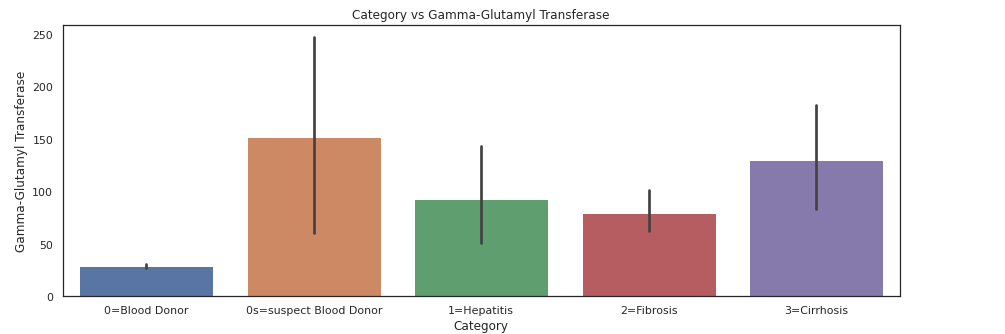 Category vs Gamma-Glutamyl Transferase
Gamma-Glutamyl Transferase
250
200
150
100
50
0
0=Blood Donor
0s=suspect Blood Donor
1=Hepatitis
2=Fibrosis
3=Cirrhosis
Category